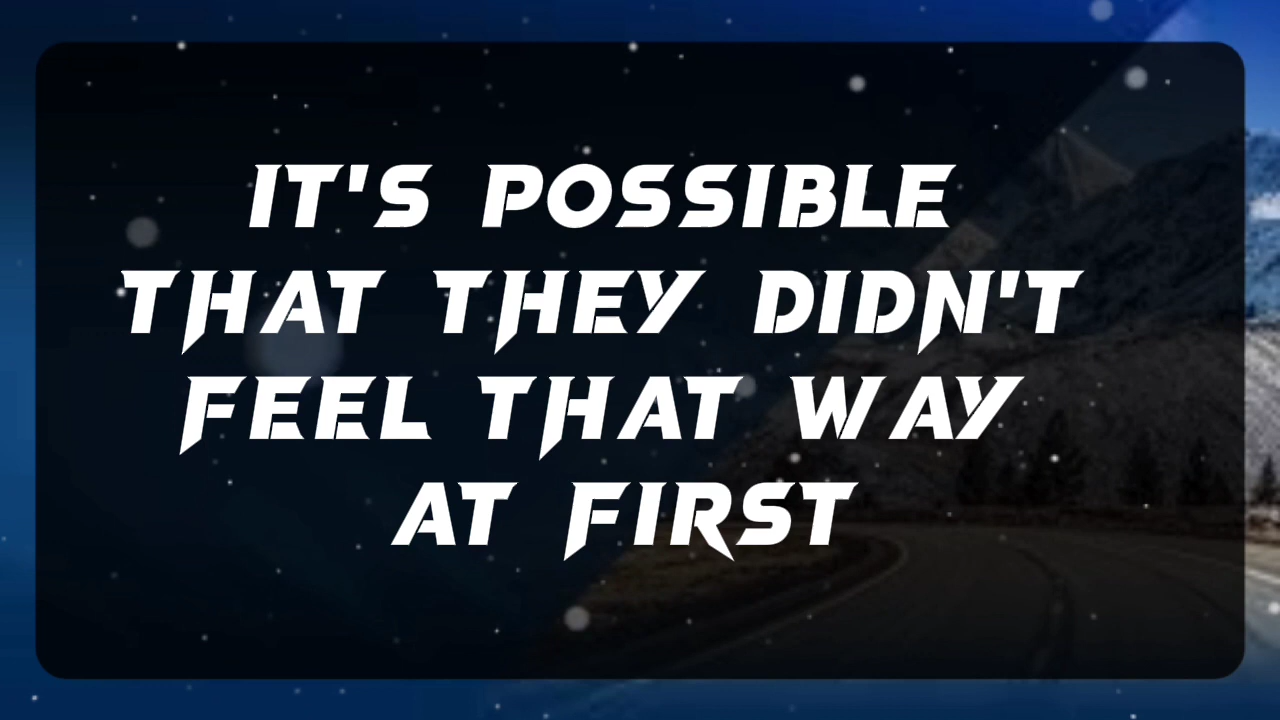 IT'S POSSIBLE
THAT THEY DIDN'T
FEEL THAT WAY
AT FIRST